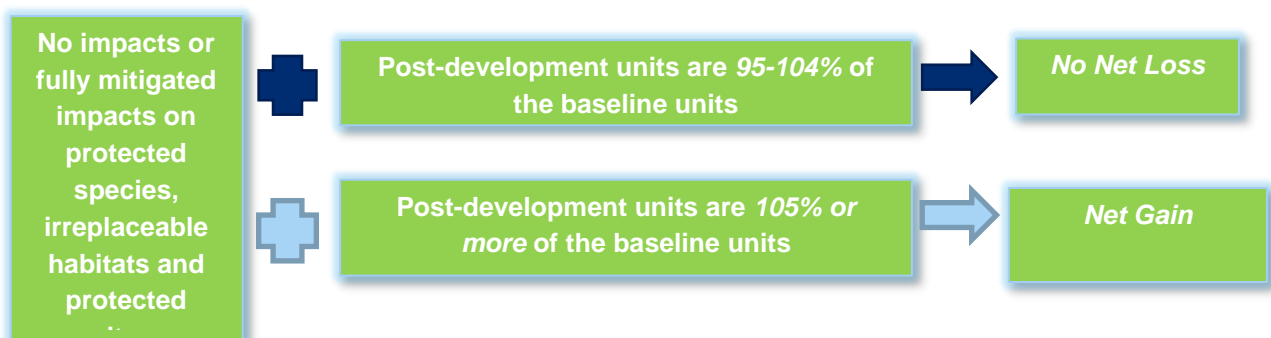 No impacts or
fully mitigated
impacts on
protected
species,
irreplaceable
habitats and
protected
Post-development units are 95-104% of
the baseline units
No Net Loss
Post-development units are 105% or
more of the baseline units
Net Gain